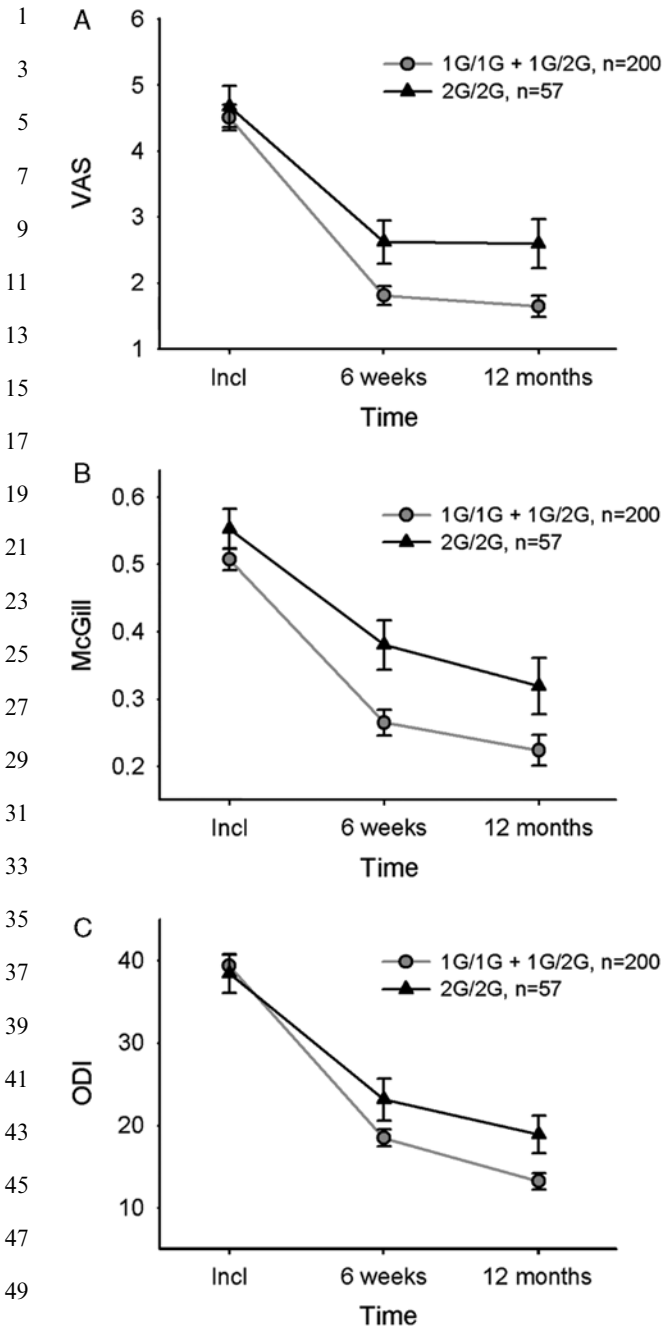 1
3
5
7
9
11
13
15
17
19
21
23
25
27
29
31
33
35
37
39
41
43
45
47
49
A
6
5
4
3
2
1
VAS
1G/1G + 1G/2G, n=200
2G/2G, n=57
Incl 6 weeks 12 months
Time
B
0.6
0.5
0.4
0.3
0.2
McGill
1G/1G + 1G/2G, n=200
2G/2G, n=57
Incl 6 weeks 12 months
Time
C
40
30
20
10
ODI
1G/1G + 1G/2G, n=200
2G/2G, n=57
Incl 6 weeks 12 months
Time